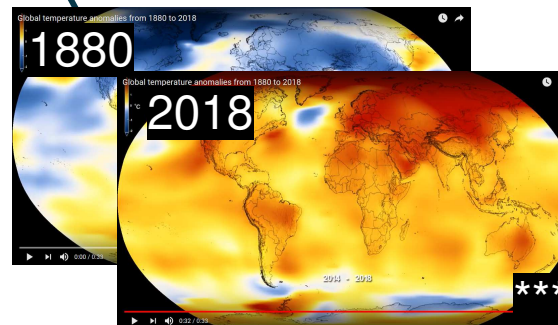 Global temperature anomalies from 1880 to 2018
1880
0:00 / 0:33
Global temperature anomalies from 1880 to 2018
°C
2018
2014 - 2018
0:32 / 0:33
***